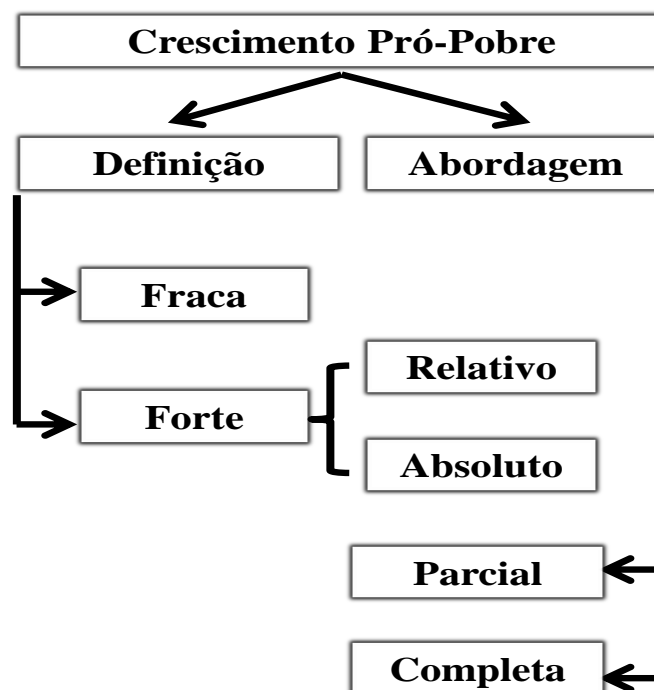 Crescimento Pró-Pobre
Definição
Abordagem
Fraca
Forte
Relativo
Absoluto
Parcial
Completa